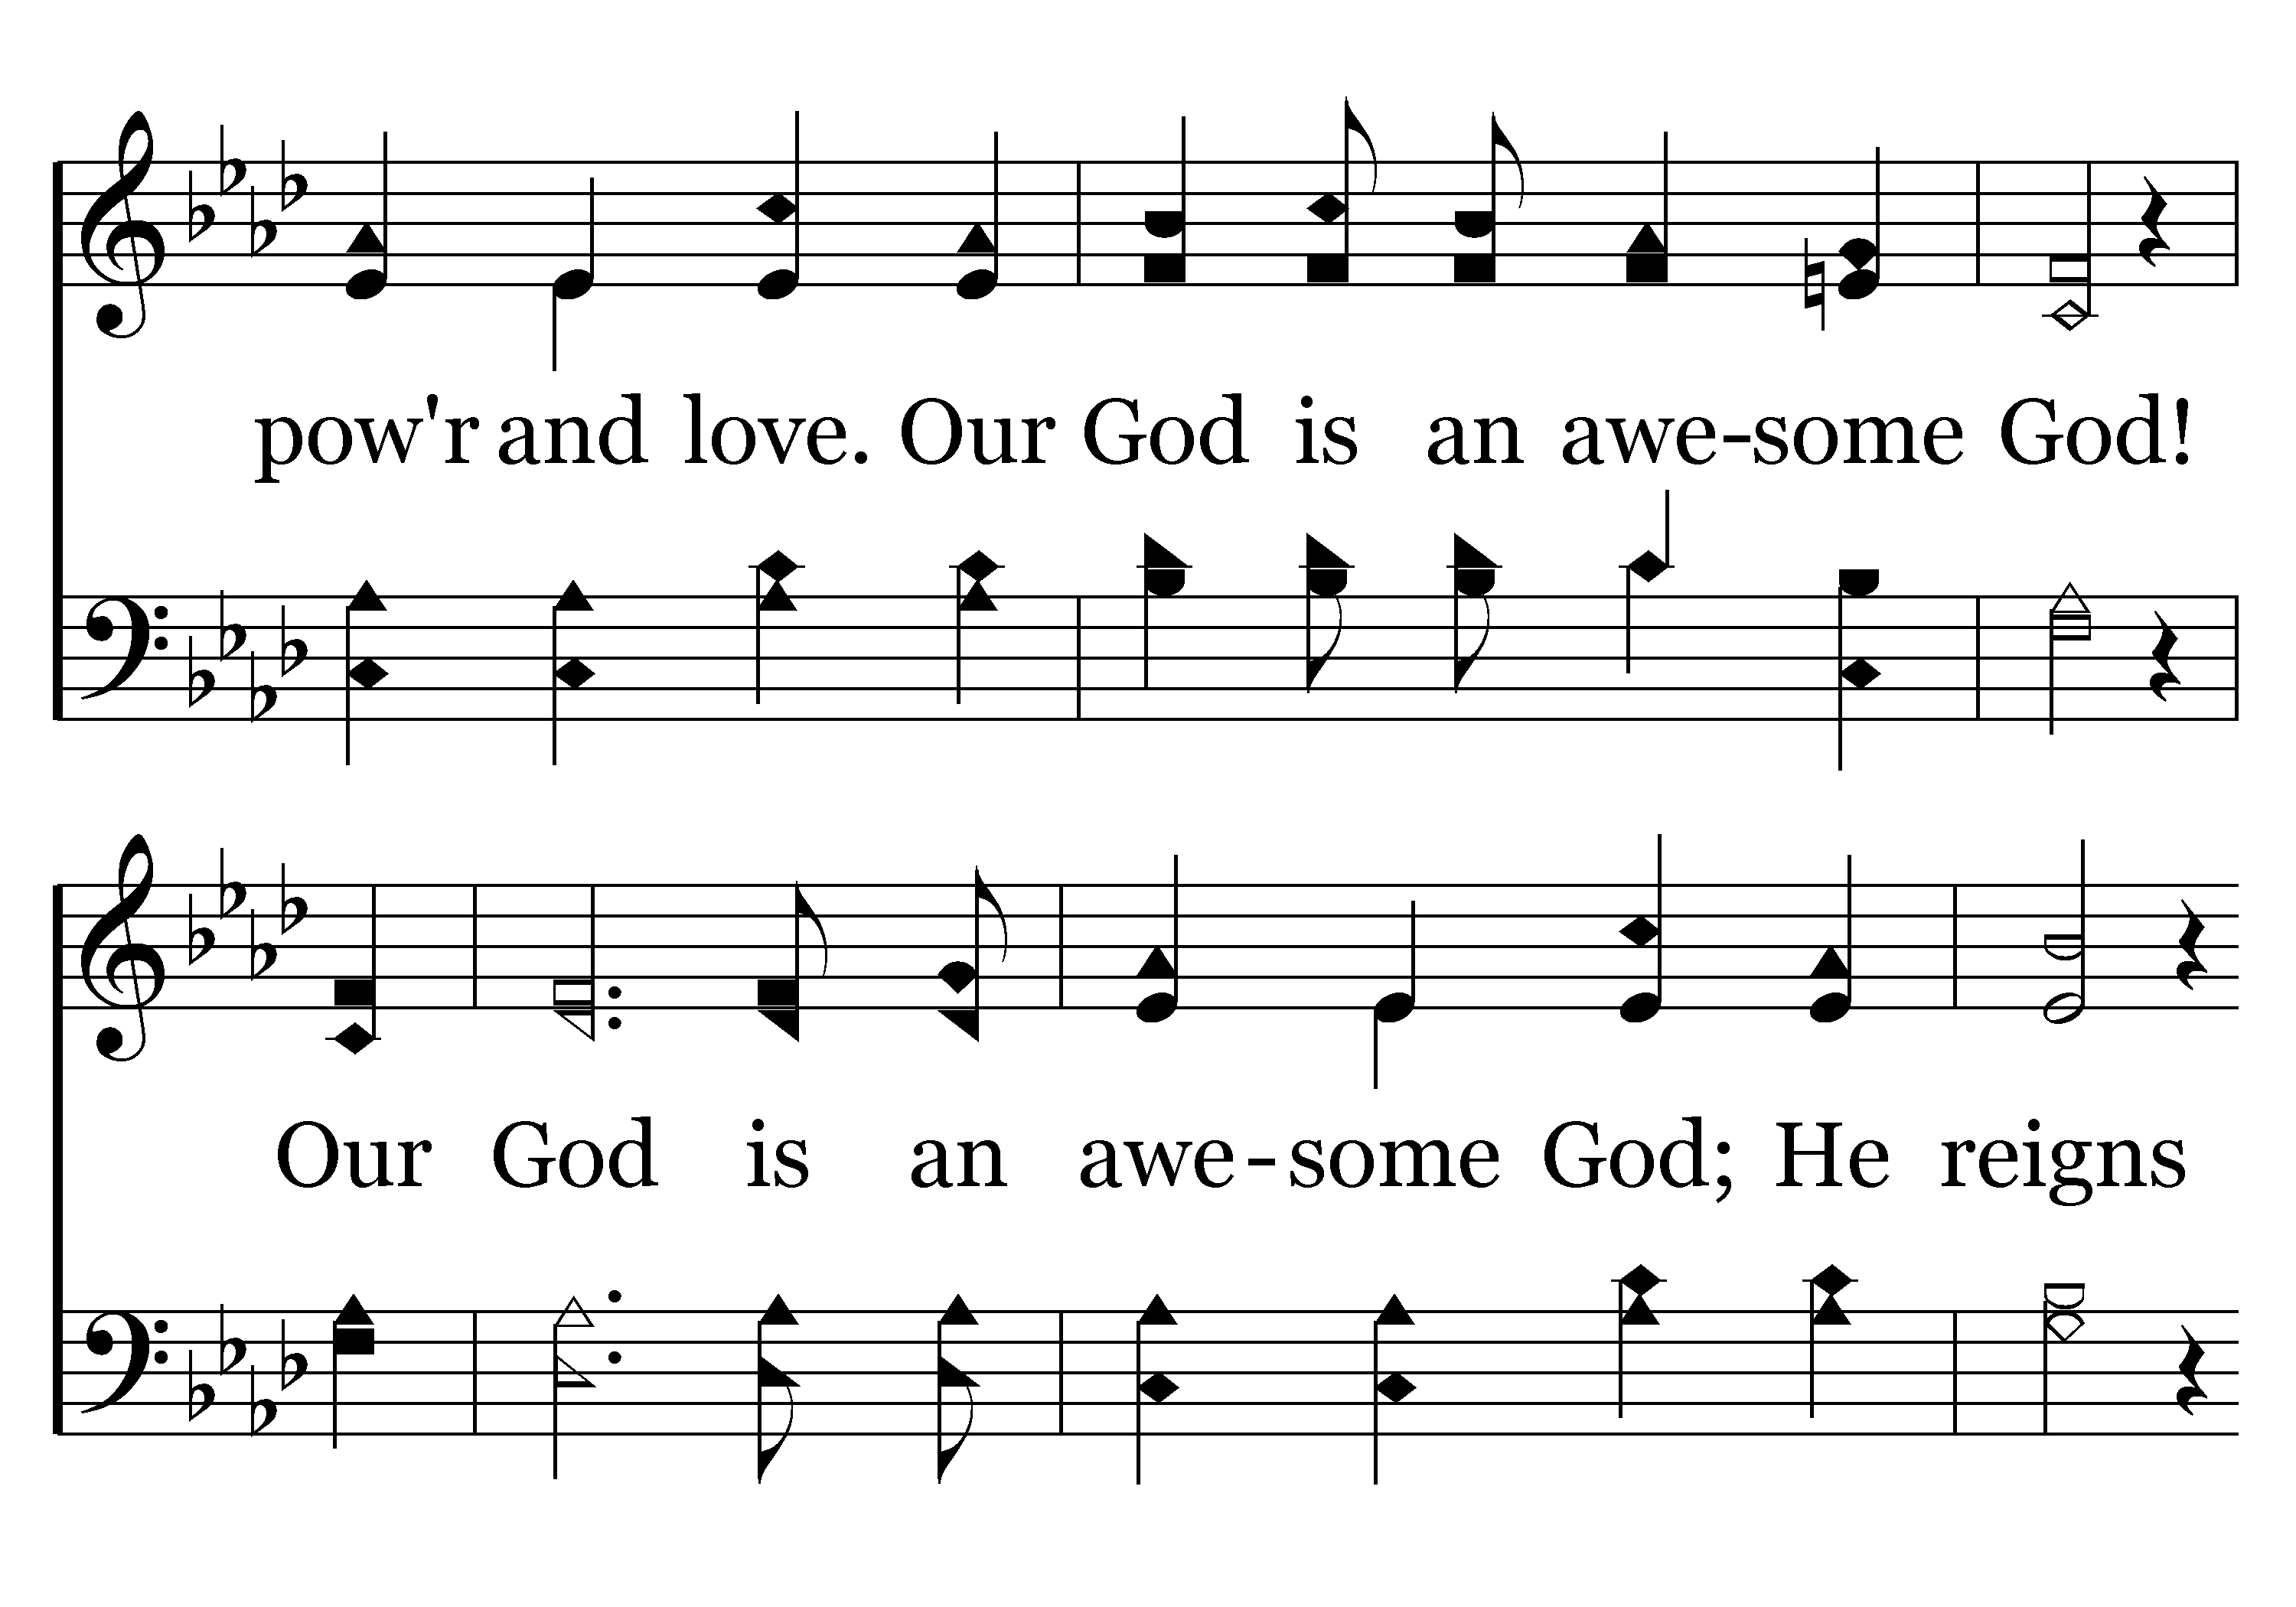 pow'r and love. Our God is an awe-some God!
Our God is an awe-some God; He reigns